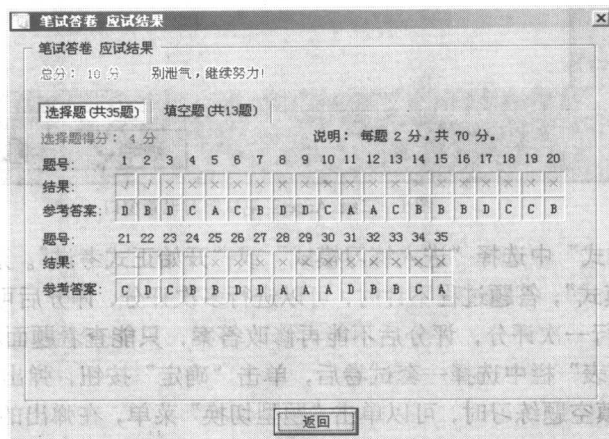 笔试答卷 应试结果
笔试答卷 应试结果
总分： 10 分 别泄气，继续努力!
选择题(共35题) 填空题(共13题)
选择题得分： 4 分 说明： 每题 2 分，共 70 分。
题号： 1 2 3 4 5 6 7 8 9 10 11 12 13 14 15 16 17 18 19 20
结果： √ √ × × × × × × × × × × × × × × × × × ×
参考答案： D B D C A C B D D C A A C B B B D C C B
题号： 21 22 23 24 25 26 27 28 29 30 31 32 33 34 35
结果： × × × × × × × × × × × × × × ×
参考答案： C D C B B D D A A A D B B C A
返回